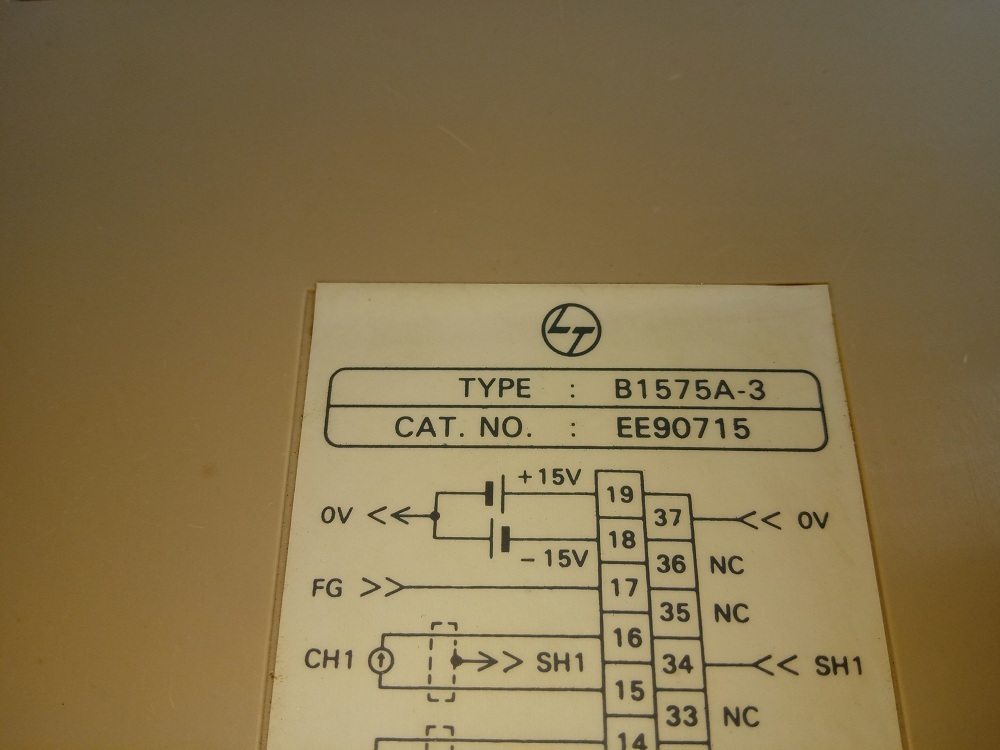 LT
TYPE : B1575A-3
CAT. NO. : EE90715
+15V
19
0V
37
0V
18
-15V
36 NC
FG
17
35 NC
16
CH1
SH1
34
SH1
15
33 NC
14